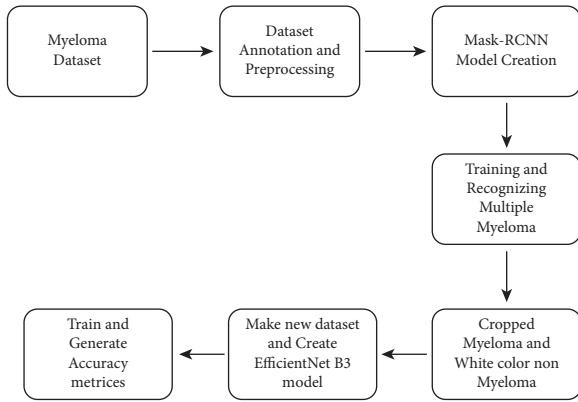 Myeloma
Dataset
Dataset
Annotation and
Preprocessing
Mask-RCNN
Model Creation
Training and
Recognizing
Multiple
Myeloma
Cropped
Myeloma and
White color non
Myeloma
Make new dataset
and Create
EfficientNet B3
model
Train and
Generate
Accuracy
metrices